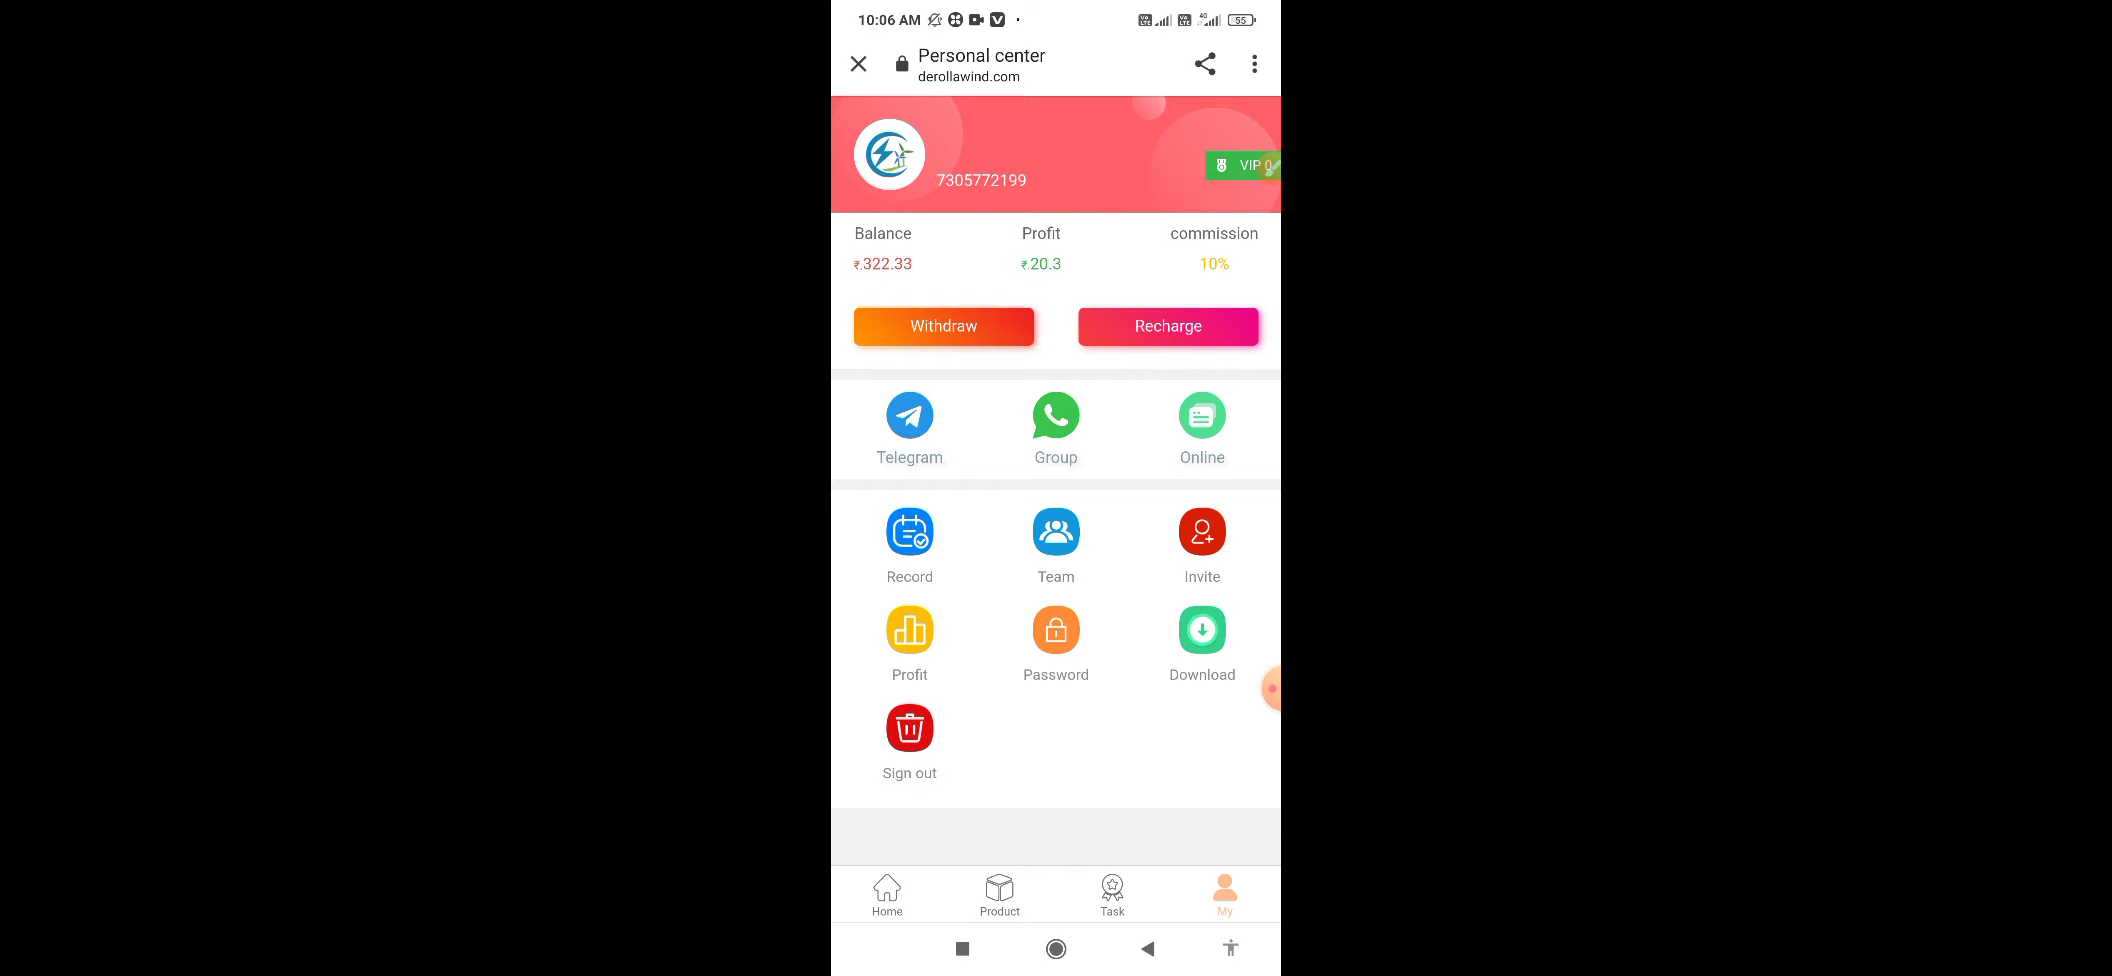 10:06 AM
55
Personal center
derollawind.com
7305772199
VIP 0
Balance Profit commission
₹.322.33 ₹.20.3 10%
Withdraw Recharge
Telegram Group Online
Record Team Invite
Profit Password Download
Sign out
Home Product Task My